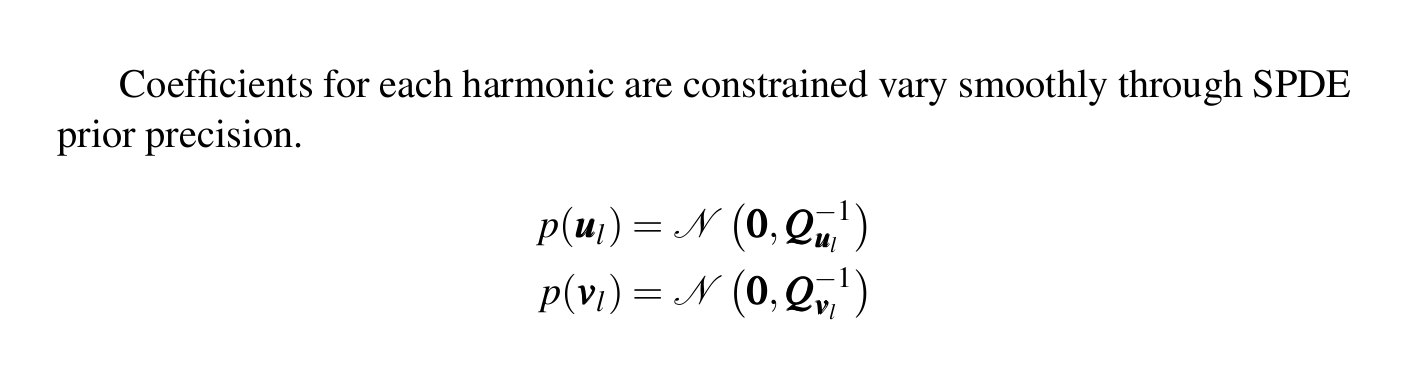 Coefficients for each harmonic are constrained vary smoothly through SPDE
prior precision.
p(𝒖_l) = 𝒩 (𝟎, 𝑸_{𝒖_l}^{−1})
p(𝒗_l) = 𝒩 (𝟎, 𝑸_{𝒗_l}^{−1})